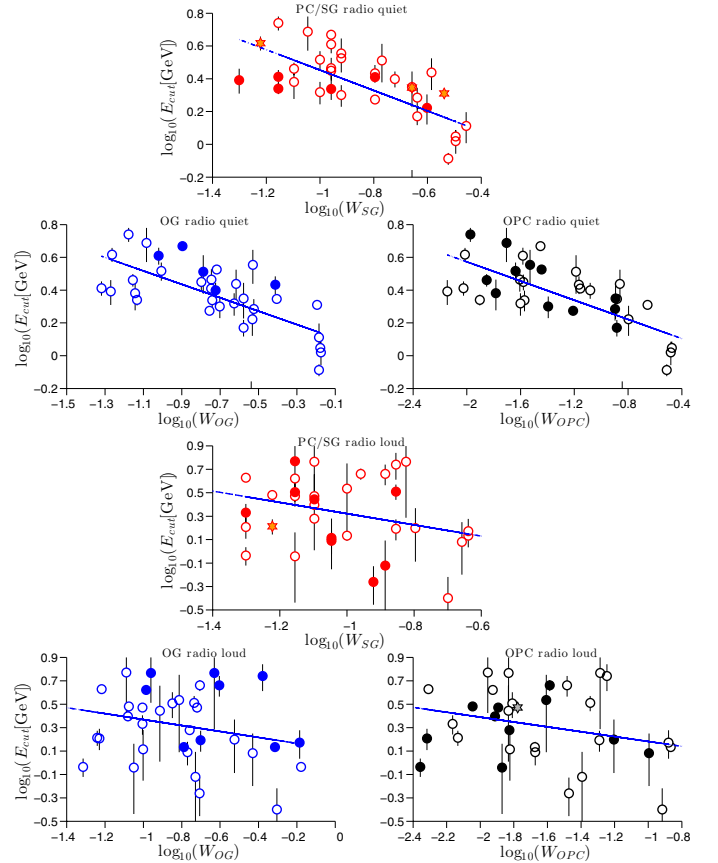 PC/SG radio quiet
log10(Ecut[GeV])
0.8
0.6
0.4
0.2
0
−0.2
−1.4 −1.2 −1 −0.8 −0.6 −0.4
log10(WSG)
OG radio quiet
log10(Ecut[GeV])
0.8
0.6
0.4
0.2
0
−0.2
−1.5 −1.3 −1.1 −0.9 −0.7 −0.5 −0.3 −0.1
log10(WOG)
OPC radio quiet
log10(Ecut[GeV])
0.8
0.6
0.4
0.2
0
−0.2
−2.4 −2 −1.6 −1.2 −0.8 −0.4
log10(WOPC)
PC/SG radio loud
log10(Ecut[GeV])
0.9
0.7
0.5
0.3
0.1
−0.1
−0.3
−0.5
−1.4 −1.2 −1 −0.8 −0.6
log10(WSG)
OG radio loud
log10(Ecut[GeV])
0.9
0.7
0.5
0.3
0.1
−0.1
−0.3
−0.5
−1.4 −1.2 −1 −0.8 −0.6 −0.4 −0.2 0
log10(WOG)
OPC radio loud
log10(Ecut[GeV])
0.9
0.7
0.5
0.3
0.1
−0.1
−0.3
−0.5
−2.4 −2.2 −2 −1.8 −1.6 −1.4 −1.2 −1 −0.8
log10(WOPC)